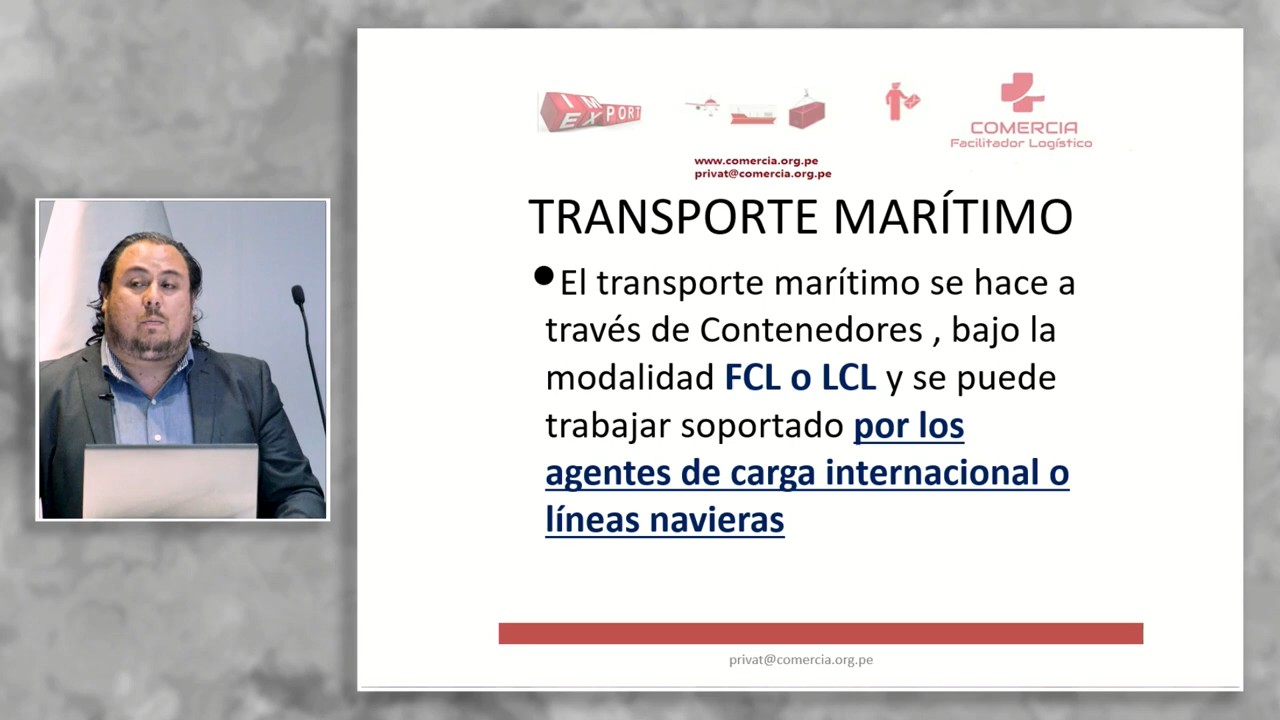 IM
EXPORT
COMERCIA
Facilitador Logístico
www.comercia.org.pe
privat@comercia.org.pe
TRANSPORTE MARÍTIMO
●El transporte marítimo se hace a
través de Contenedores , bajo la
modalidad FCL o LCL y se puede
trabajar soportado por los
agentes de carga internacional o
líneas navieras
privat@comercia.org.pe